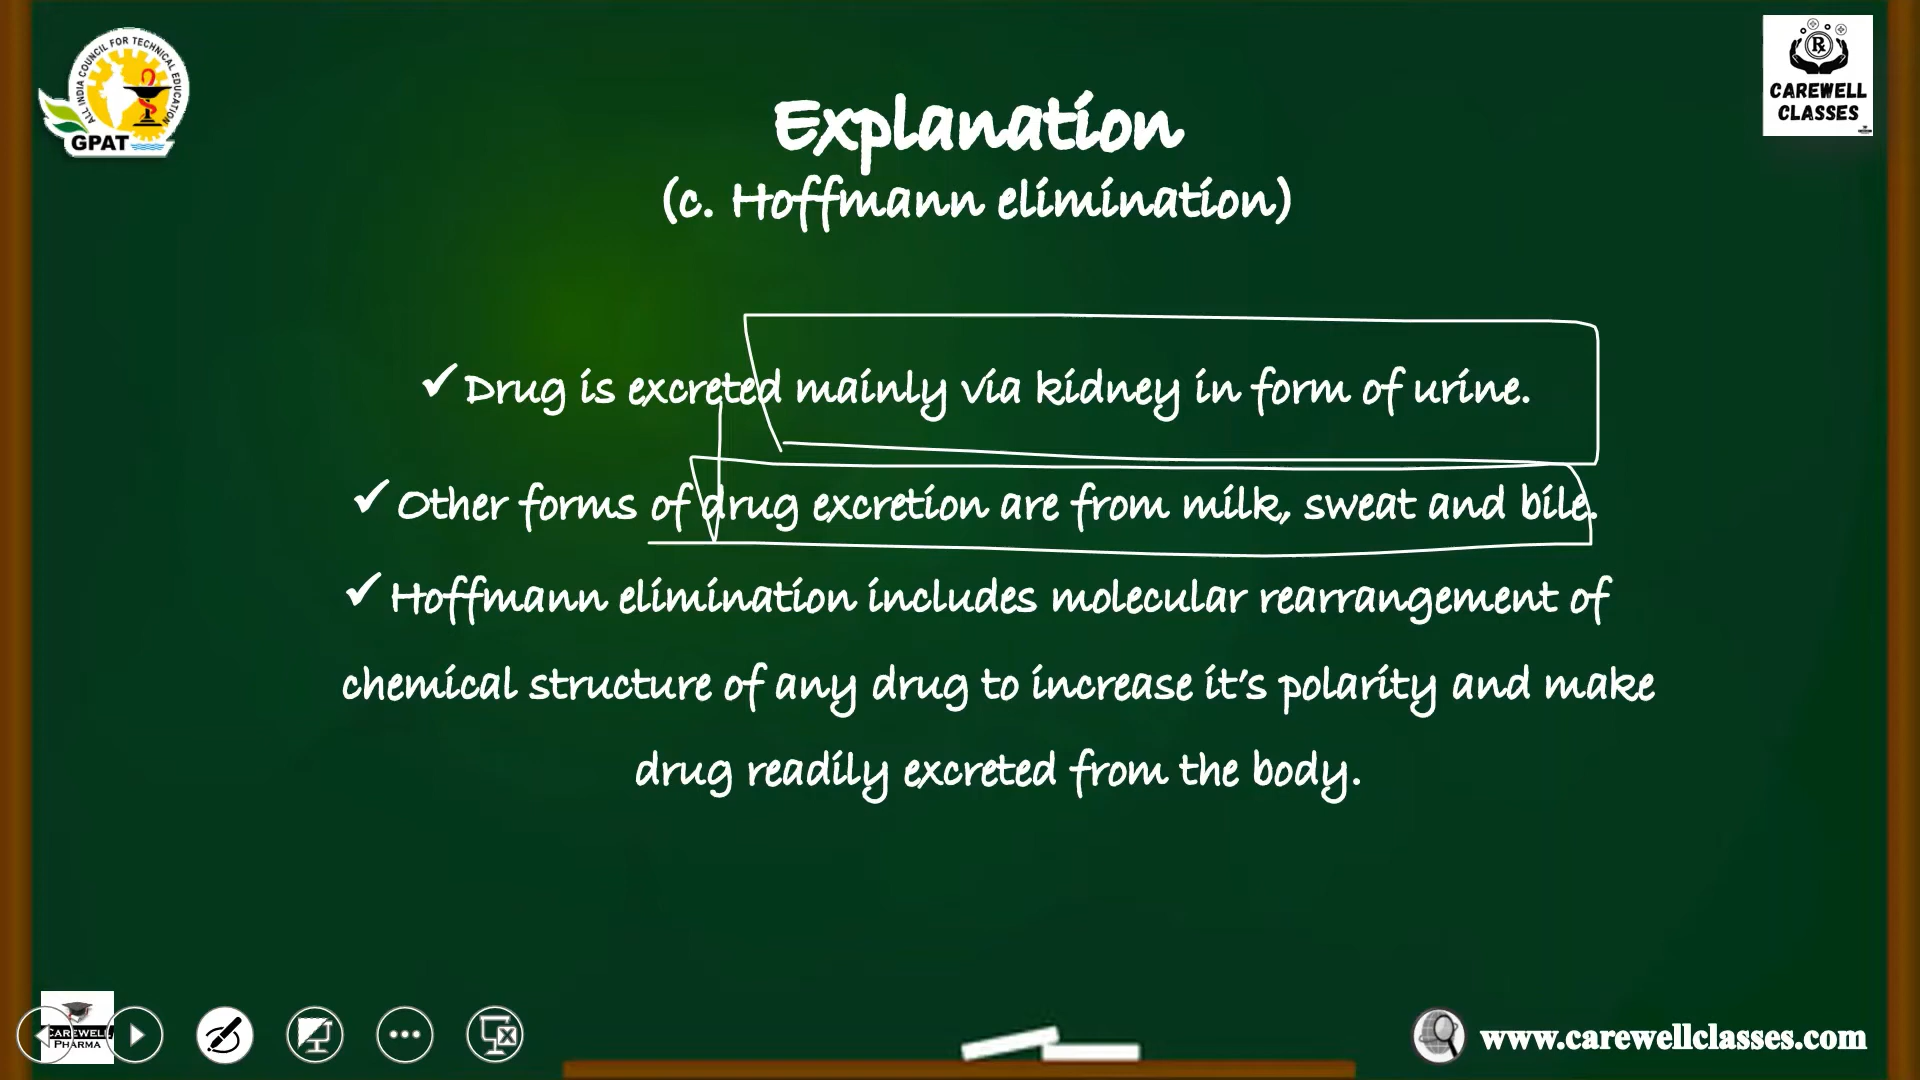 ALL INDIA COUNCIL FOR TECHNICAL EDUCATION
GPAT
CAREWELL
CLASSES
Explanation
(c. Hoffmann elimination)
✓ Drug is excreted mainly via kidney in form of urine.
✓ Other forms of drug excretion are from milk, sweat and bile.
✓ Hoffmann elimination includes molecular rearrangement of
chemical structure of any drug to increase it's polarity and make
drug readily excreted from the body.
CAREWELL
PHARMA
www.carewellclasses.com